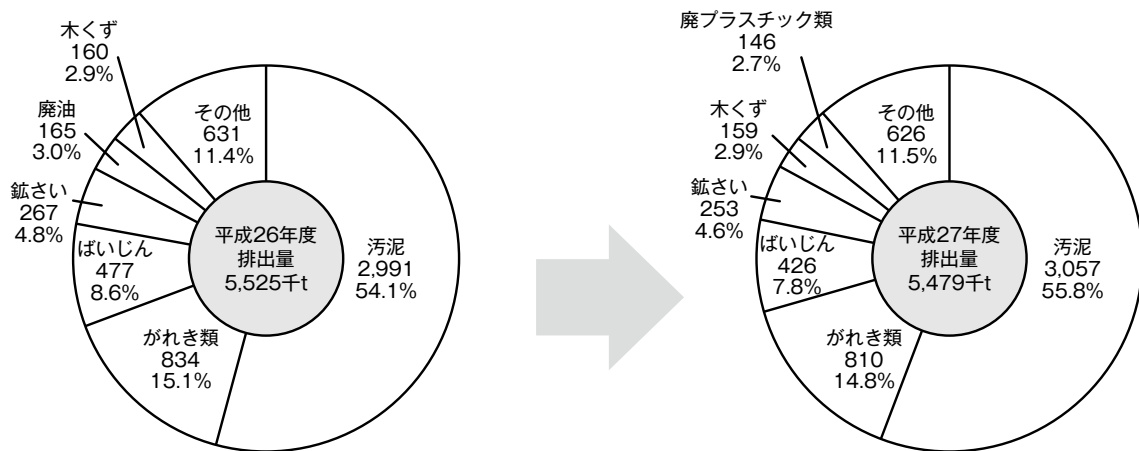 木くず
160
2.9%
廃油
165
3.0%
鉱さい
267
4.8%
ばいじん
477
8.6%
がれき類
834
15.1%
その他
631
11.4%
汚泥
2,991
54.1%
平成26年度
排出量
5,525千t
廃プラスチック類
146
2.7%
木くず
159
2.9%
鉱さい
253
4.6%
ばいじん
426
7.8%
がれき類
810
14.8%
その他
626
11.5%
汚泥
3,057
55.8%
平成27年度
排出量
5,479千t